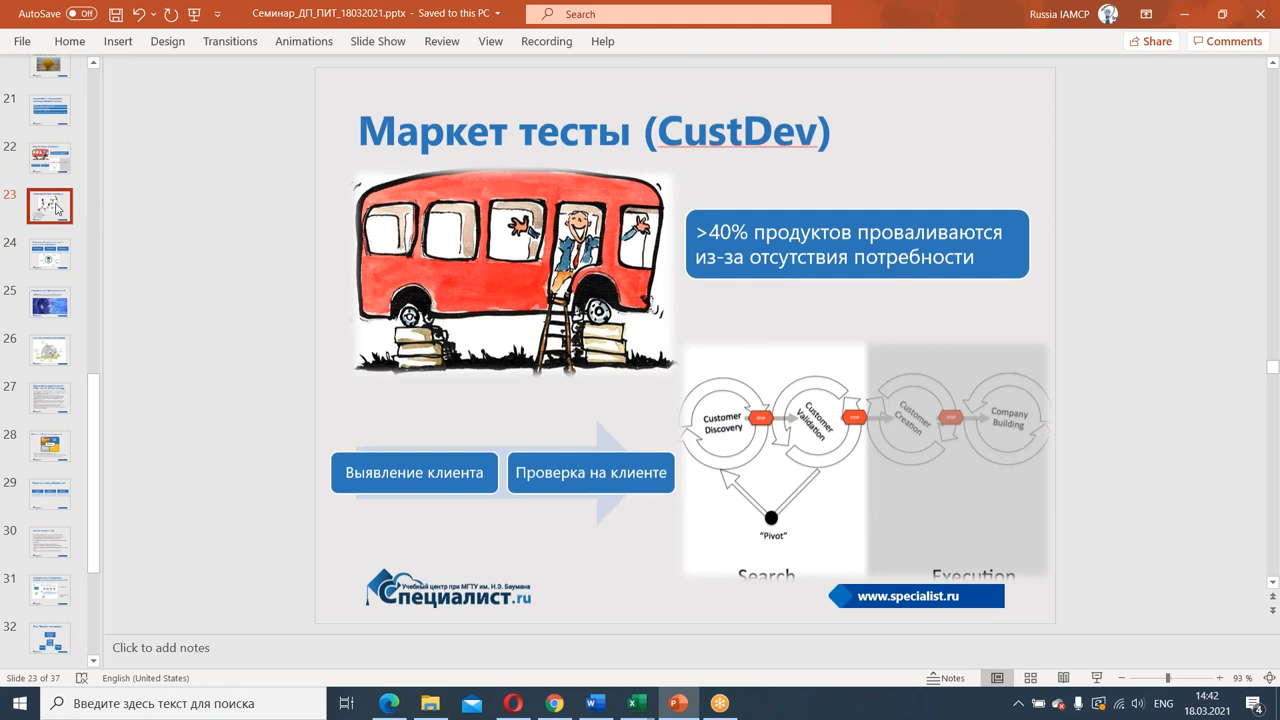 AutoSave Off
Семинар_ДП_ПИТ_18032021.pptx - Saved to this PC
Search
Russia IAMCP
File Home Insert Draw Design Transitions Animations Slide Show Review View Recording Help
Share Comments
21
22
23
4
25
26
27
28
29
30
31
32
Маркет тесты (CustDev)
>40% продуктов проваливаются
из-за отсутствия потребности
Выявление клиента
Проверка на клиенте
Customer
Discovery
STOP
Customer
Validation
STOP
Customer
Creation
STOP
Company
Building
"Pivot"
Search
Execution
Учебный центр при МГТУ им. Н.Э. Баумана
Специалист.ru
www.specialist.ru
Click to add notes
Slide 23 of 37
English (United States)
Notes
93 %
Введите здесь текст для поиска
ENG
14:42
18.03.2021
4